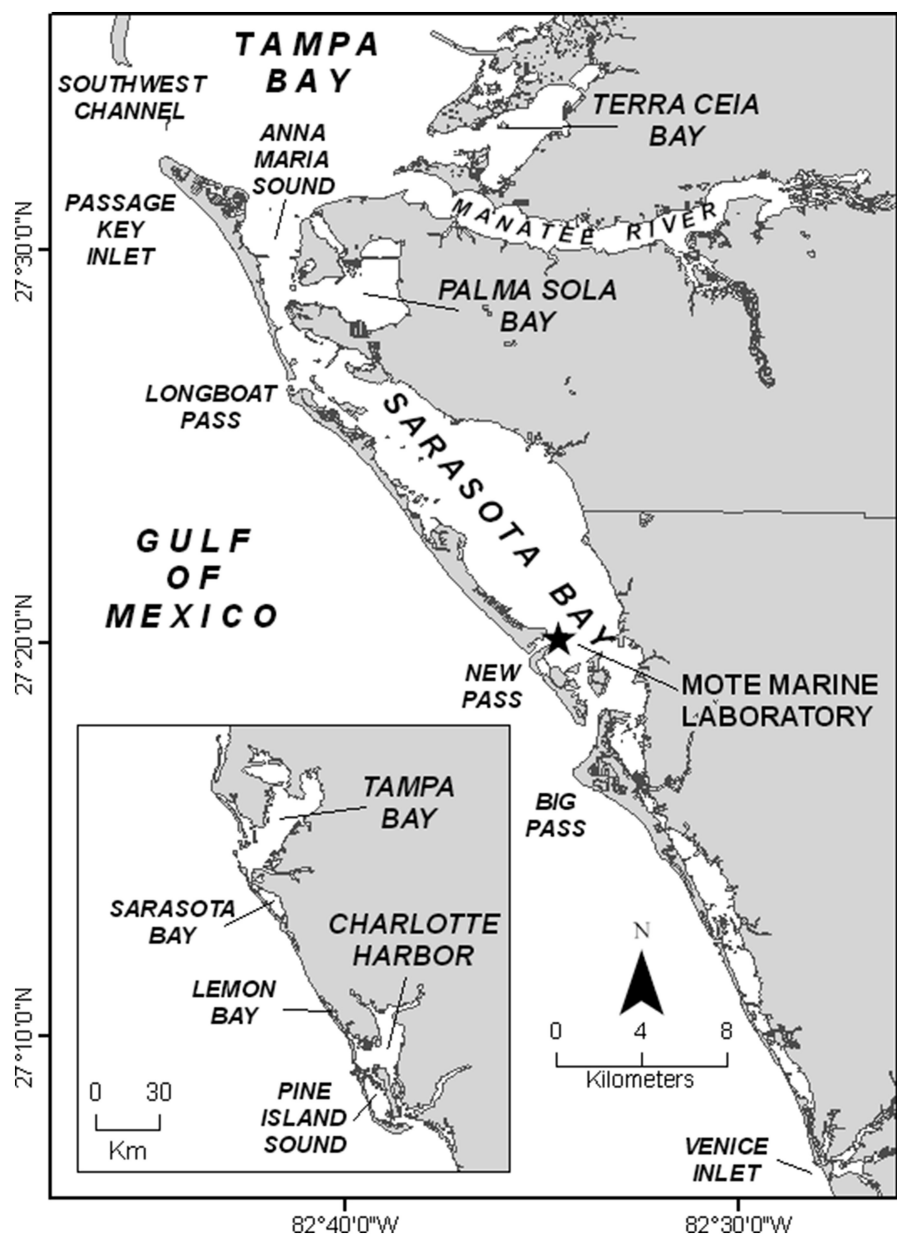 TAMPA
BAY
SOUTHWEST
CHANNEL
TERRA CEIA
BAY
ANNA
MARIA
SOUND
PASSAGE
KEY
INLET
MANATEE RIVER
27°30'0"N
PALMA SOLA
BAY
LONGBOAT
PASS
SARASOTA BAY
GULF
OF
MEXICO
27°20'0"N
NEW
PASS
MOTE MARINE
LABORATORY
BIG
PASS
TAMPA
BAY
SARASOTA
BAY
CHARLOTTE
HARBOR
LEMON
BAY
PINE
ISLAND
SOUND
0 30
Km
N
0 4 8
Kilometers
27°10'0"N
VENICE
INLET
82°40'0"W
82°30'0"W